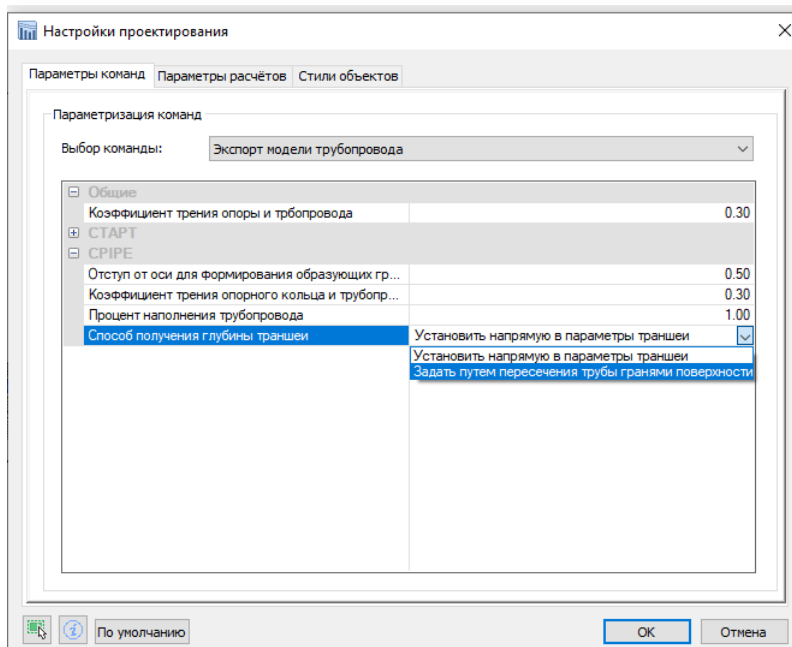 Настройки проектирования
Параметры команд Параметры расчётов Стили объектов
Параметризация команд
Выбор команды: Экспорт модели трубопровода
Общие
Коэффициент трения опоры и трбопровода 0.30
СТАРТ
CPIPE
Отступ от оси для формирования образующих гр... 0.50
Коэффициент трения опорного кольца и трубопр... 0.30
Процент наполнения трубопровода 1.00
Способ получения глубины траншеи Установить напрямую в параметры траншеи
Установить напрямую в параметры траншеи
Задать путем пересечения трубы гранями поверхности
По умолчанию OK Отмена